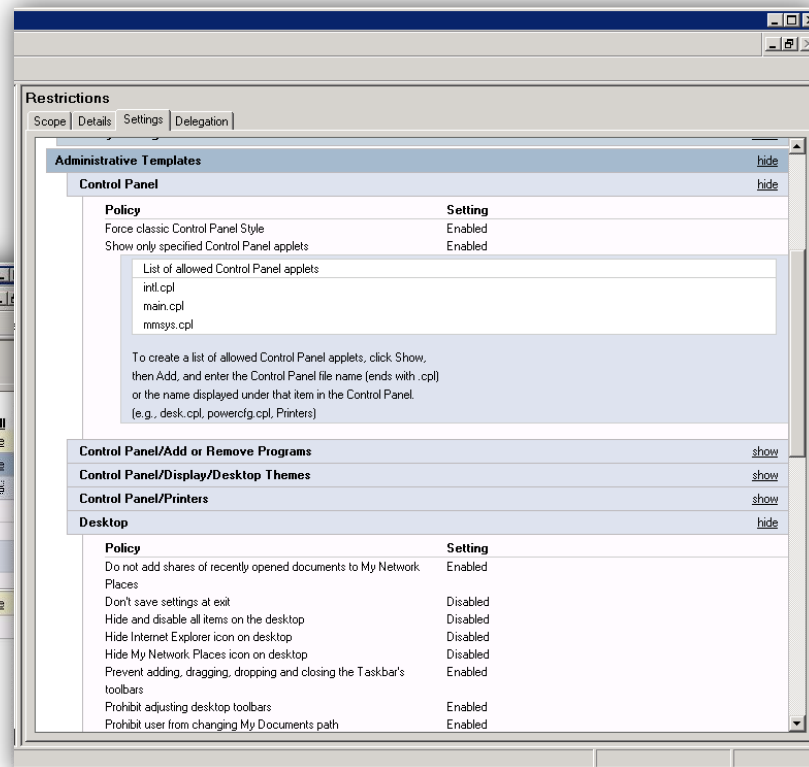 Restrictions
Scope Details Settings Delegation
Administrative Templates hide
Control Panel hide
Policy Setting
Force classic Control Panel Style Enabled
Show only specified Control Panel applets Enabled
List of allowed Control Panel applets
intl.cpl
main.cpl
mmsys.cpl
To create a list of allowed Control Panel applets, click Show,
then Add, and enter the Control Panel file name (ends with .cpl)
or the name displayed under that item in the Control Panel.
(e.g., desk.cpl, powercfg.cpl, Printers)
Control Panel/Add or Remove Programs show
Control Panel/Display/Desktop Themes show
Control Panel/Printers show
Desktop hide
Policy Setting
Do not add shares of recently opened documents to My Network Enabled
Places
Don't save settings at exit Disabled
Hide and disable all items on the desktop Disabled
Hide Internet Explorer icon on desktop Disabled
Hide My Network Places icon on desktop Disabled
Prevent adding, dragging, dropping and closing the Taskbar's Enabled
toolbars
Prohibit adjusting desktop toolbars Enabled
Prohibit user from changing My Documents path Enabled